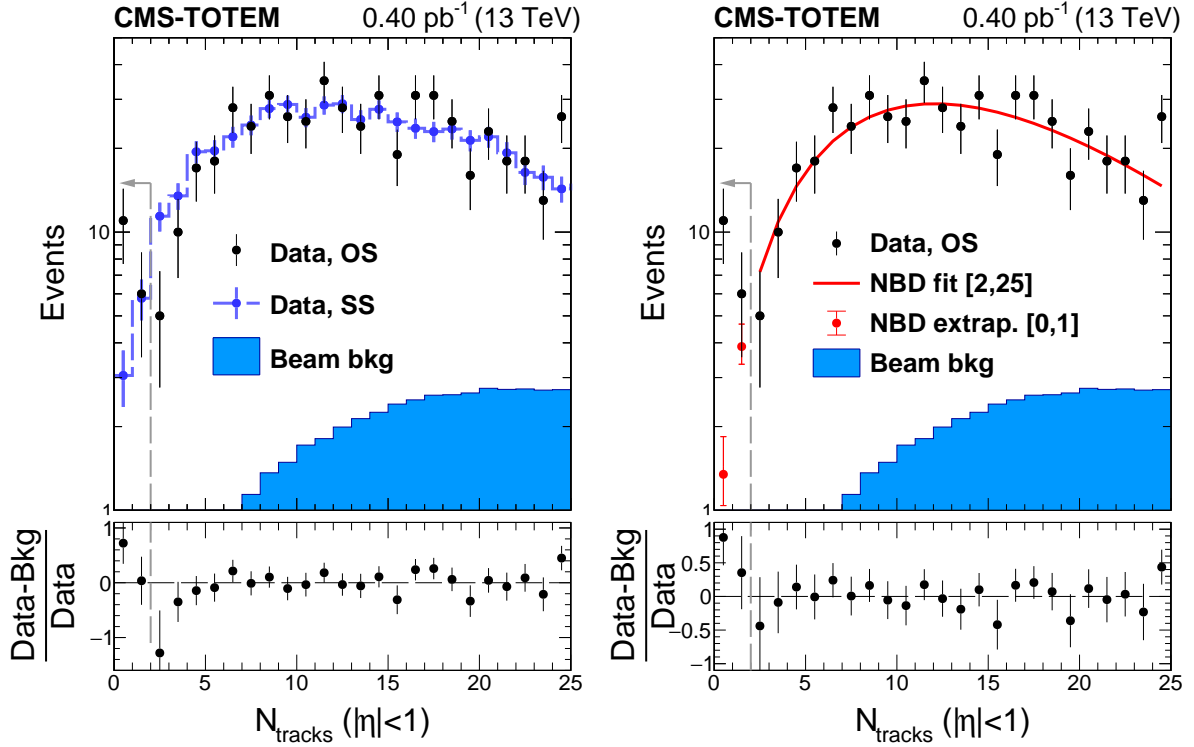 CMS-TOTEM 0.40 pb⁻¹ (13 TeV)
Events
10
1
Data, OS
Data, SS
Beam bkg
Data-Bkg
Data
0
−1
0 5 10 15 20 25
N_tracks (|η|<1)
CMS-TOTEM 0.40 pb⁻¹ (13 TeV)
Events
10
1
Data, OS
NBD fit [2,25]
NBD extrap. [0,1]
Beam bkg
Data-Bkg
Data
1
0.5
0
−0.5
−1
0 5 10 15 20 25
N_tracks (|η|<1)